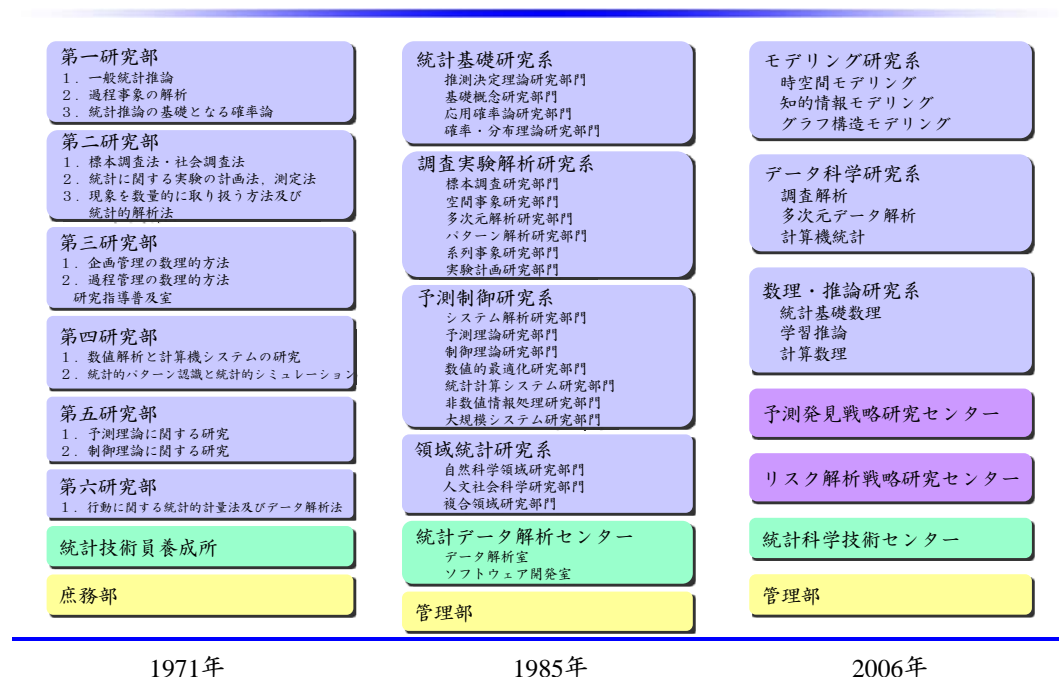 第一研究部
1. 一般統計推論
2. 過程事象の解析
3. 統計推論の基礎となる確率論
第二研究部
1. 標本調査法・社会調査法
2. 統計に関する実験の計画法, 測定法
3. 現象を数量的に取り扱う方法及び
統計的解析法
第三研究部
1. 企画管理の数理的方法
2. 過程管理の数理的方法
研究指導普及室
第四研究部
1. 数値解析と計算機システムの研究
2. 統計的パターン認識と統計的シミュレーション
第五研究部
1. 予測理論に関する研究
2. 制御理論に関する研究
第六研究部
1. 行動に関する統計的計量法及びデータ解析法
統計技術員養成所
庶務部
1971年
統計基礎研究系
推測決定理論研究部門
基礎概念研究部門
応用確率論研究部門
確率・分布理論研究部門
調査実験解析研究系
標本調査研究部門
空間事象研究部門
多次元解析研究部門
パターン解析研究部門
系列事象研究部門
実験計画研究部門
予測制御研究系
システム解析研究部門
予測理論研究部門
制御理論研究部門
数値的最適化研究部門
統計計算システム研究部門
非数値情報処理研究部門
大規模システム研究部門
領域統計研究系
自然科学領域研究部門
人文社会科学研究部門
複合領域研究部門
統計データ解析センター
データ解析室
ソフトウェア開発室
管理部
1985年
モデリング研究系
時空間モデリング
知的情報モデリング
グラフ構造モデリング
データ科学研究系
調査解析
多次元データ解析
計算機統計
数理・推論研究系
統計基礎数理
学習推論
計算数理
予測発見戦略研究センター
リスク解析戦略研究センター
統計科学技術センター
管理部
2006年